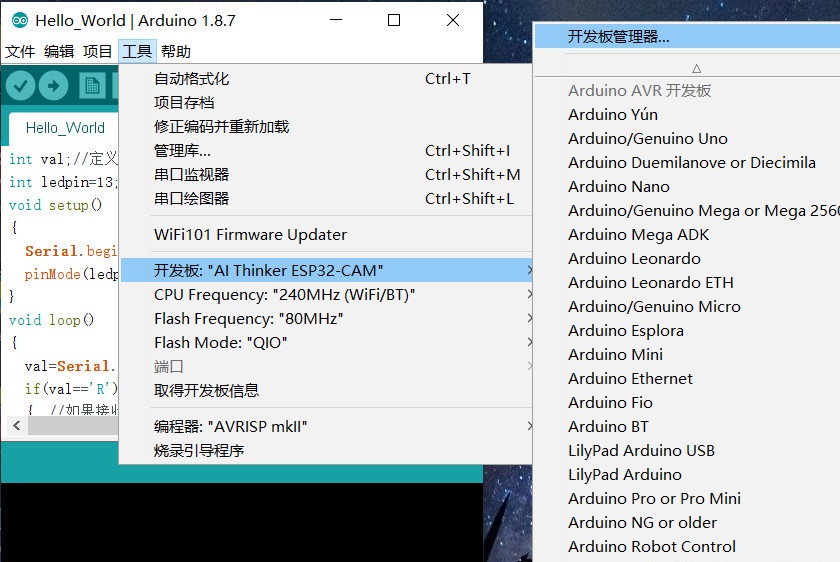 Hello_World | Arduino 1.8.7
文件 编辑 项目 工具 帮助
Hello_World
int val;//定义
int ledpin=13;
void setup()
{
Serial.begi
pinMode(ledp
}
void loop()
{
val=Serial.
if(val=='R')
{ //如果接收
自动格式化 Ctrl+T
项目存档
修正编码并重新加载
管理库... Ctrl+Shift+I
串口监视器 Ctrl+Shift+M
串口绘图器 Ctrl+Shift+L
WiFi101 Firmware Updater
开发板: "AI Thinker ESP32-CAM"
CPU Frequency: "240MHz (WiFi/BT)"
Flash Frequency: "80MHz"
Flash Mode: "QIO"
端口
取得开发板信息
编程器: "AVRISP mkII"
烧录引导程序
开发板管理器...
Arduino AVR 开发板
Arduino Yún
Arduino/Genuino Uno
Arduino Duemilanove or Diecimila
Arduino Nano
Arduino/Genuino Mega or Mega 2560
Arduino Mega ADK
Arduino Leonardo
Arduino Leonardo ETH
Arduino/Genuino Micro
Arduino Esplora
Arduino Mini
Arduino Ethernet
Arduino Fio
Arduino BT
LilyPad Arduino USB
LilyPad Arduino
Arduino Pro or Pro Mini
Arduino NG or older
Arduino Robot Control